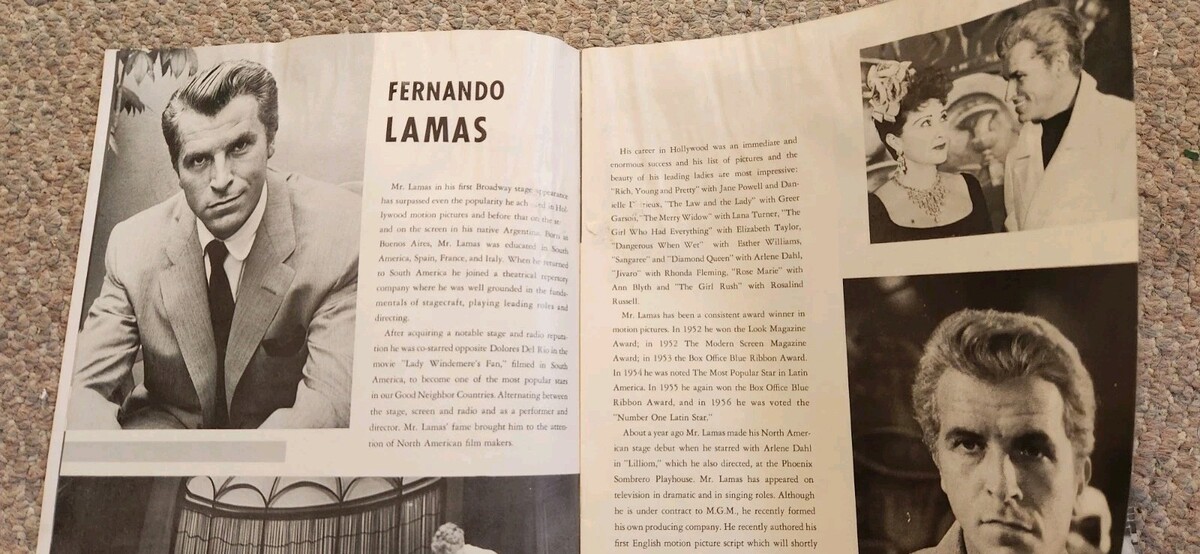 FERNANDO
LAMAS
Mr. Lamas in his first Broadway stage appearance
has surpassed even the popularity he ach in Hol-
lywood motion pictures and before that on the
and on the screen in his native Argentina. Born in
Buenos Aires, Mr. Lamas was educated in South
America, Spain, France, and Italy. When he returned
to South America he joined a theatrical repertory
company where he was well grounded in the funda-
mentals of stagecraft, playing leading roles and
directing.
After acquiring a notable stage and radio reputa-
tion he was co-starred opposite Dolores Del Rio in the
movie "Lady Windemere's Fan," filmed in South
America, to become one of the most popular stars
in our Good Neighbor Countries. Alternating between
the stage, screen and radio and as a performer and
director, Mr. Lamas' fame brought him to the atten-
tion of North American film makers.
His career in Hollywood was an immediate and
enormous success and his list of pictures and the
beauty of his leading ladies are most impressive:
"Rich, Young and Pretty" with Jane Powell and Dan-
ielle D rieux, "The Law and the Lady" with Greer
Garson, "The Merry Widow" with Lana Turner, "The
Girl Who Had Everything" with Elizabeth Taylor,
"Dangerous When Wet" with Esther Williams,
"Sangaree" and "Diamond Queen" with Arlene Dahl,
"Jivaro" with Rhonda Fleming, "Rose Marie" with
Ann Blyth and "The Girl Rush" with Rosalind
Russell.
Mr. Lamas has been a consistent award winner in
motion pictures. In 1952 he won the Look Magazine
Award; in 1952 The Modern Screen Magazine
Award; in 1953 the Box Office Blue Ribbon Award.
In 1954 he was noted The Most Popular Star in Latin
America. In 1955 he again won the Box Office Blue
Ribbon Award, and in 1956 he was voted the
"Number One Latin Star."
About a year ago Mr. Lamas made his North Amer-
ican stage debut when he starred with Arlene Dahl
in "Lilliom," which he also directed, at the Phoenix
Sombrero Playhouse. Mr. Lamas has appeared on
television in dramatic and in singing roles. Although
he is under contract to M.G.M., he recently formed
his own producing company. He recently authored his
first English motion picture script which will shortly